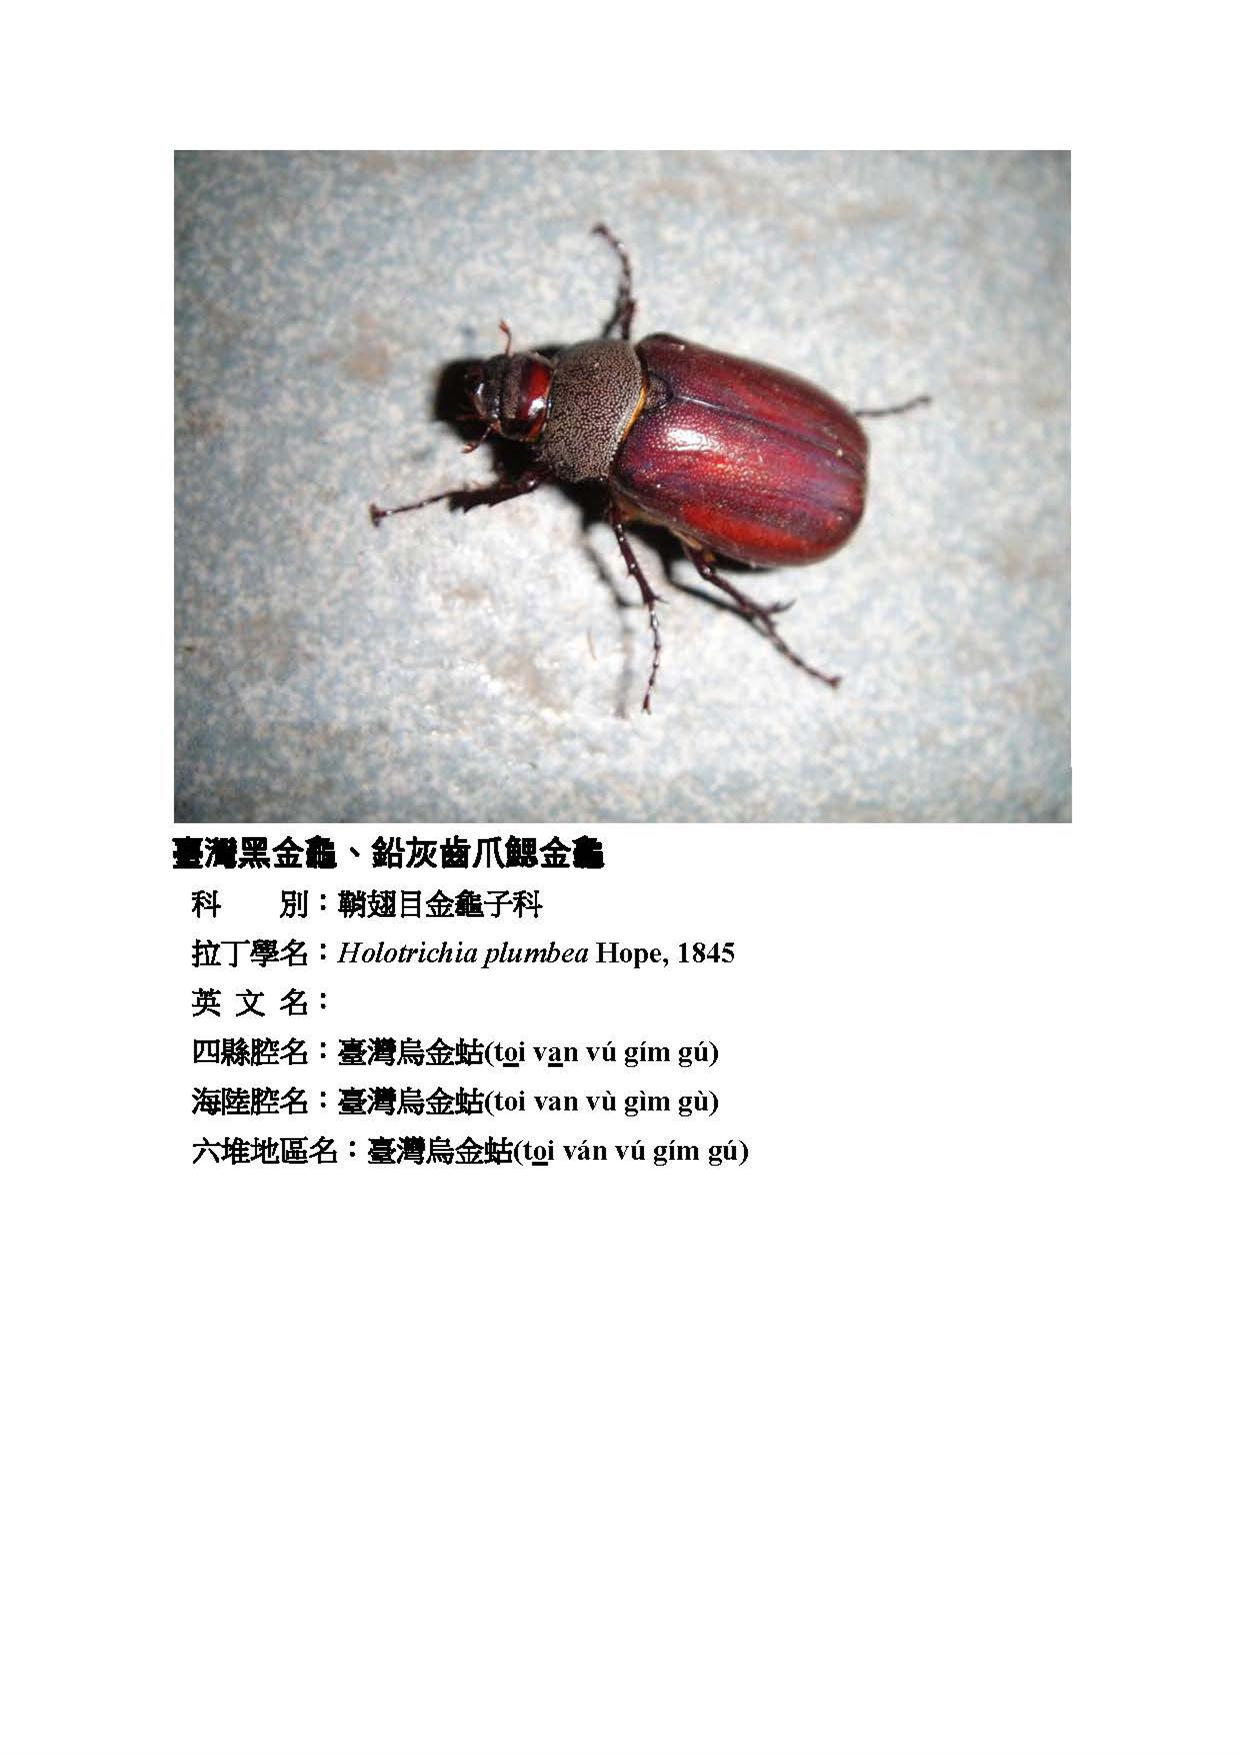 臺灣黑金龜、鉛灰齒爪鰓金龜
科　　別：鞘翅目金龜子科
拉丁學名：Holotrichia plumbea Hope, 1845
英 文 名：
四縣腔名：臺灣烏金蛄(to̲i va̲n vú gím gú)
海陸腔名：臺灣烏金蛄(toi van vù gìm gù)
六堆地區名：臺灣烏金蛄(to̲i ván vú gím gú)